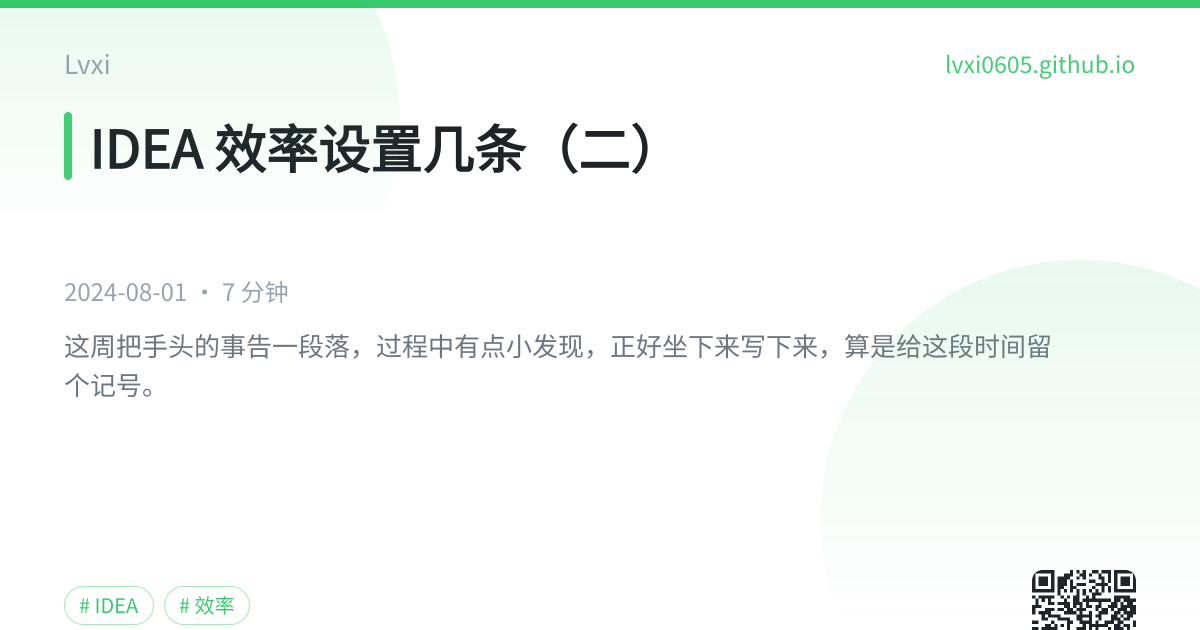 Lvxi
lvxi0605.github.io
IDEA 效率设置几条（二）
2024-08-01 · 7 分钟
这周把手头的事告一段落，过程中有点小发现，正好坐下来写下来，算是给这段时间留
个记号。
# IDEA
# 效率